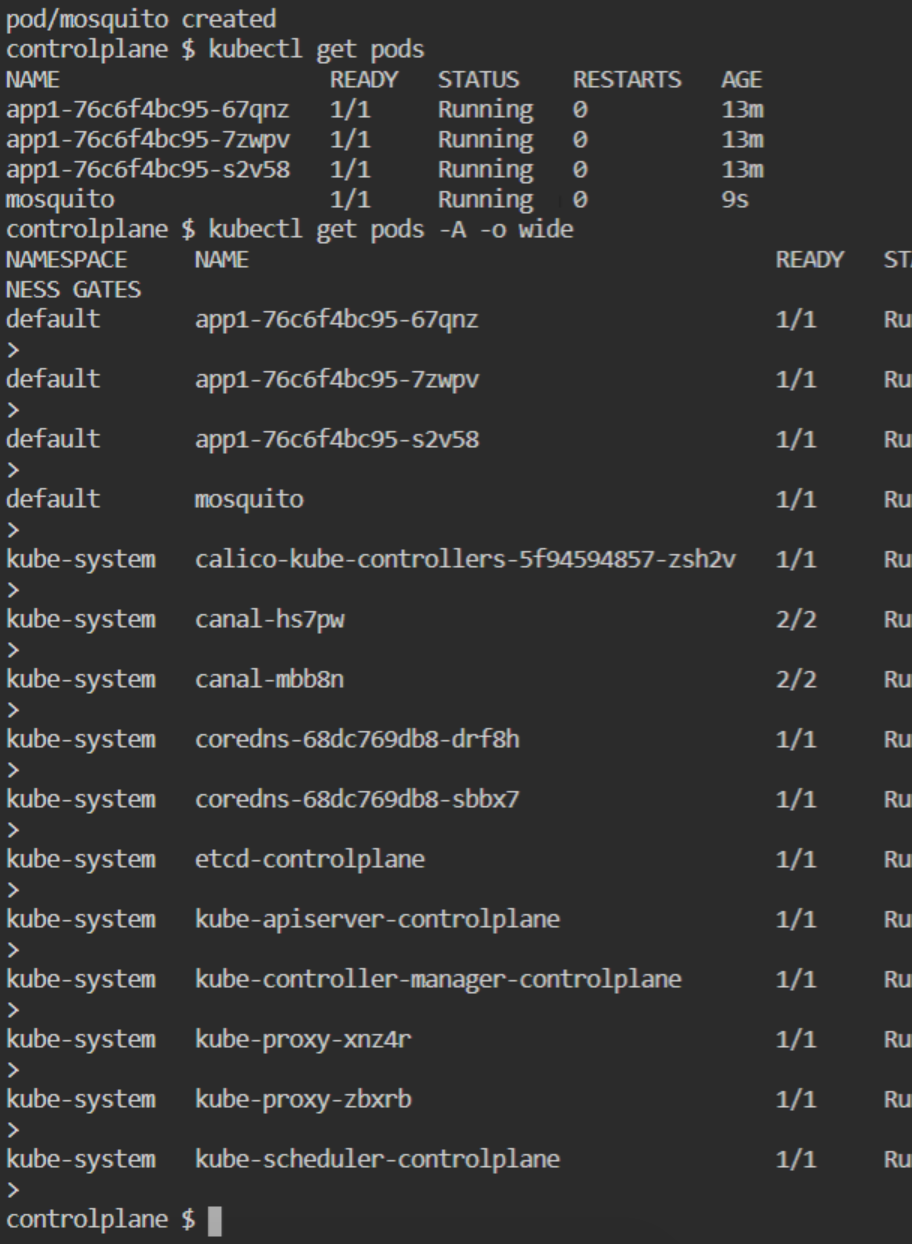 pod/mosquito created
controlplane $ kubectl get pods
NAME                    READY   STATUS    RESTARTS   AGE
app1-76c6f4bc95-67qnz   1/1     Running   0          13m
app1-76c6f4bc95-7zwpv   1/1     Running   0          13m
app1-76c6f4bc95-s2v58   1/1     Running   0          13m
mosquito                1/1     Running   0          9s
controlplane $ kubectl get pods -A -o wide
NAMESPACE     NAME                                       READY   STA
NESS GATES
default       app1-76c6f4bc95-67qnz                      1/1     Ru
>
default       app1-76c6f4bc95-7zwpv                      1/1     Ru
>
default       app1-76c6f4bc95-s2v58                      1/1     Ru
>
default       mosquito                                   1/1     Ru
>
kube-system   calico-kube-controllers-5f94594857-zsh2v   1/1     Ru
>
kube-system   canal-hs7pw                                2/2     Ru
>
kube-system   canal-mbb8n                                2/2     Ru
>
kube-system   coredns-68dc769db8-drf8h                   1/1     Ru
>
kube-system   coredns-68dc769db8-sbbx7                   1/1     Ru
>
kube-system   etcd-controlplane                          1/1     Ru
>
kube-system   kube-apiserver-controlplane                1/1     Ru
>
kube-system   kube-controller-manager-controlplane       1/1     Ru
>
kube-system   kube-proxy-xnz4r                           1/1     Ru
>
kube-system   kube-proxy-zbxrb                           1/1     Ru
>
kube-system   kube-scheduler-controlplane                1/1     Ru
>
controlplane $